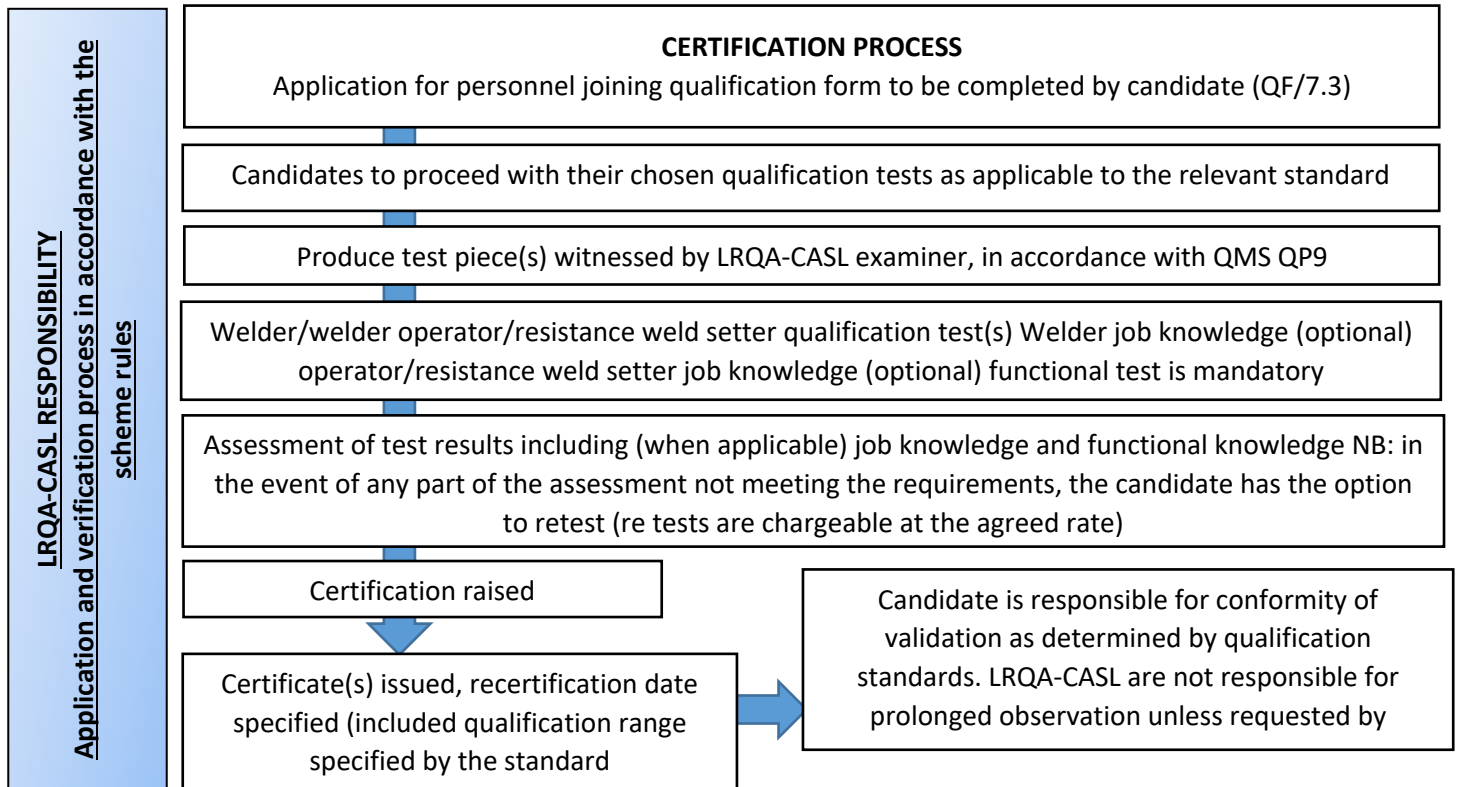 LRQA-CASL RESPONSIBILITY
Application and verification process in accordance with the
scheme rules
CERTIFICATION PROCESS
Application for personnel joining qualification form to be completed by candidate (QF/7.3)
Candidates to proceed with their chosen qualification tests as applicable to the relevant standard
Produce test piece(s) witnessed by LRQA-CASL examiner, in accordance with QMS QP9
Welder/welder operator/resistance weld setter qualification test(s) Welder job knowledge (optional)
operator/resistance weld setter job knowledge (optional) functional test is mandatory
Assessment of test results including (when applicable) job knowledge and functional knowledge NB: in
the event of any part of the assessment not meeting the requirements, the candidate has the option
to retest (re tests are chargeable at the agreed rate)
Certification raised
Certificate(s) issued, recertification date
specified (included qualification range
specified by the standard
Candidate is responsible for conformity of
validation as determined by qualification
standards. LRQA-CASL are not responsible for
prolonged observation unless requested by